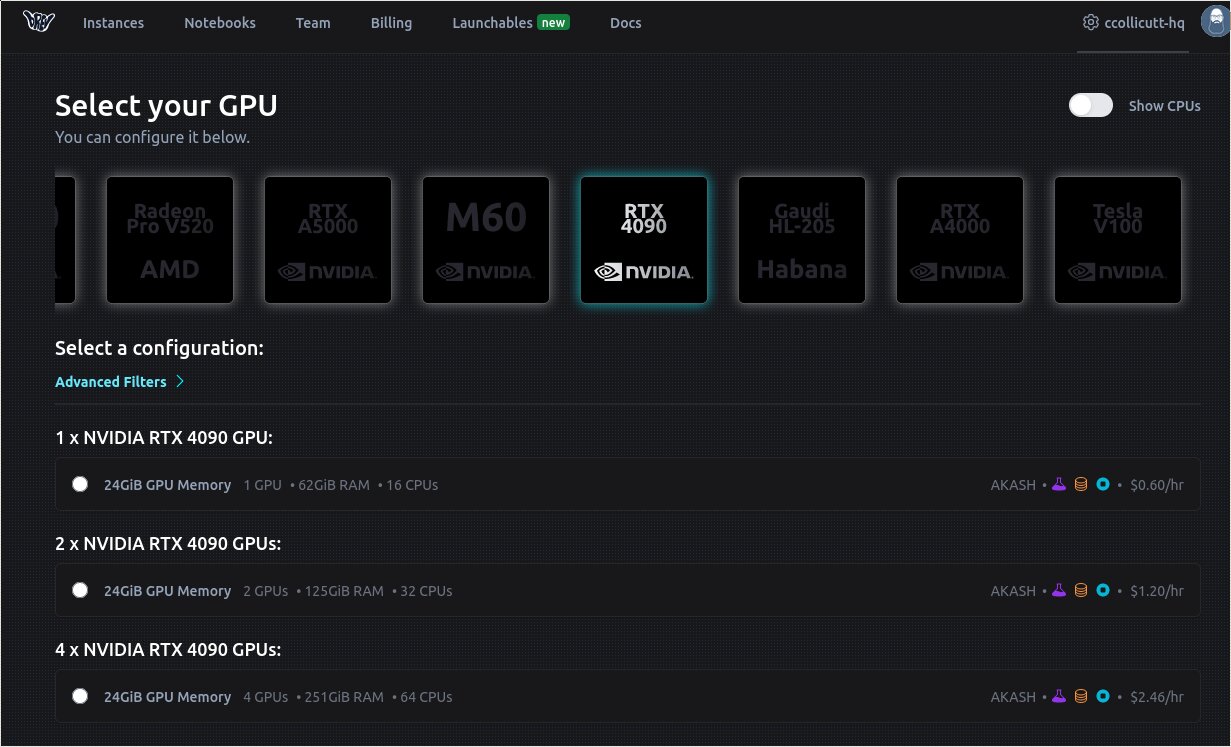 Instances Notebooks Team Billing Launchables new Docs ccollicutt-hq
Select your GPU
Show CPUs
You can configure it below.
Radeon Pro V520
AMD
RTX A5000
NVIDIA.
M60
NVIDIA.
RTX 4090
NVIDIA.
Gaudi HL-205
Habana
RTX A4000
NVIDIA.
Tesla V100
NVIDIA.
Select a configuration:
Advanced Filters
1 x NVIDIA RTX 4090 GPU:
24GiB GPU Memory 1 GPU • 62GiB RAM • 16 CPUs AKASH • • $0.60/hr
2 x NVIDIA RTX 4090 GPUs:
24GiB GPU Memory 2 GPUs • 125GiB RAM • 32 CPUs AKASH • • $1.20/hr
4 x NVIDIA RTX 4090 GPUs:
24GiB GPU Memory 4 GPUs • 251GiB RAM • 64 CPUs AKASH • • $2.46/hr